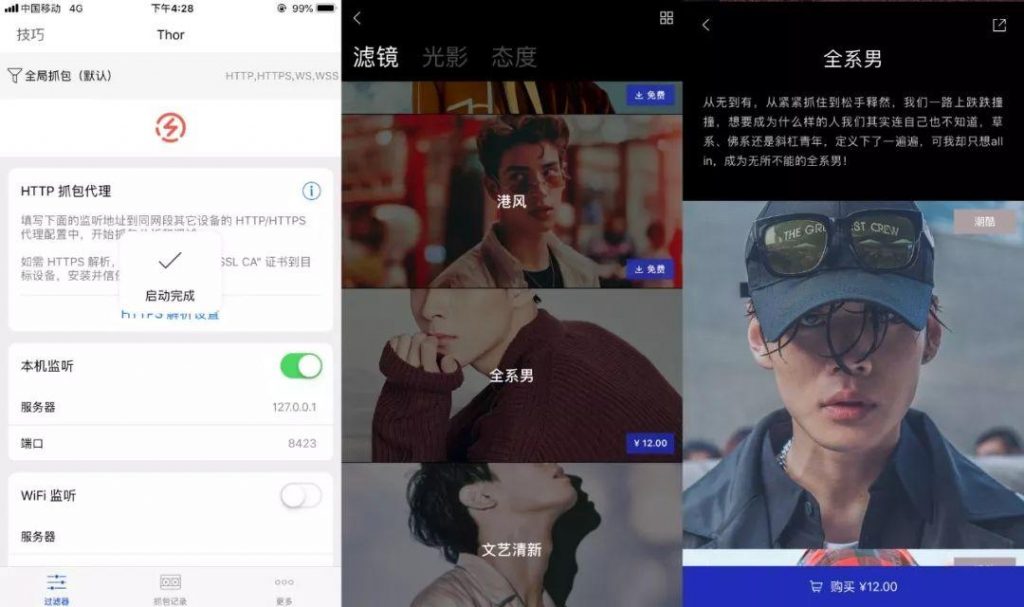 中国移动 4G
下午4:28
99%
技巧
Thor
全局抓包（默认）
HTTP,HTTPS,WS,WSS
HTTP 抓包代理
填写下面的监听地址到同网段其它设备的 HTTP/HTTPS
代理配置中，开始抓
如需 HTTPS 解析，
SSL CA" 证书到目
标设备，安装并信任
启动完成
HTTPS 解析设置
本机监听
服务器
127.0.0.1
端口
8423
WiFi 监听
服务器
过滤器
抓包记录
更多
滤镜
光影
态度
免费
港风
免费
全系男
¥ 12.00
文艺清新
全系男
从无到有，从紧紧抓住到松手释然，我们一路上跌跌撞
撞，想要成为什么样的人我们其实连自己也不知道，草
系、佛系还是斜杠青年，定义下了一遍遍，可我却只想all
in，成为无所不能的全系男！
潮酷
购买 ¥12.00